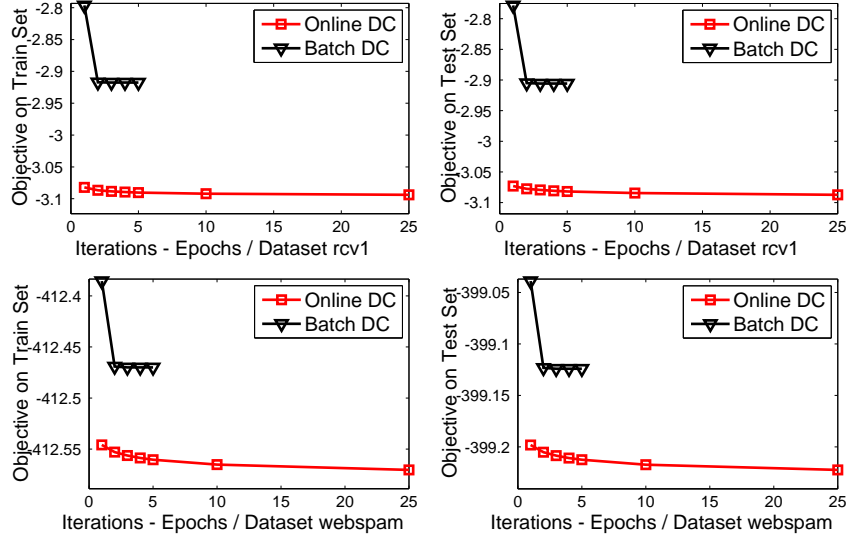 Objective on Train Set
-2.8
-2.85
-2.9
-2.95
-3
-3.05
-3.1
0 5 10 15 20 25
Iterations - Epochs / Dataset rcv1
Online DC
Batch DC
Objective on Test Set
-2.8
-2.85
-2.9
-2.95
-3
-3.05
-3.1
0 5 10 15 20 25
Iterations - Epochs / Dataset rcv1
Online DC
Batch DC
Objective on Train Set
-412.4
-412.45
-412.5
-412.55
0 5 10 15 20 25
Iterations - Epochs / Dataset webspam
Online DC
Batch DC
Objective on Test Set
-399.05
-399.1
-399.15
-399.2
0 5 10 15 20 25
Iterations - Epochs / Dataset webspam
Online DC
Batch DC